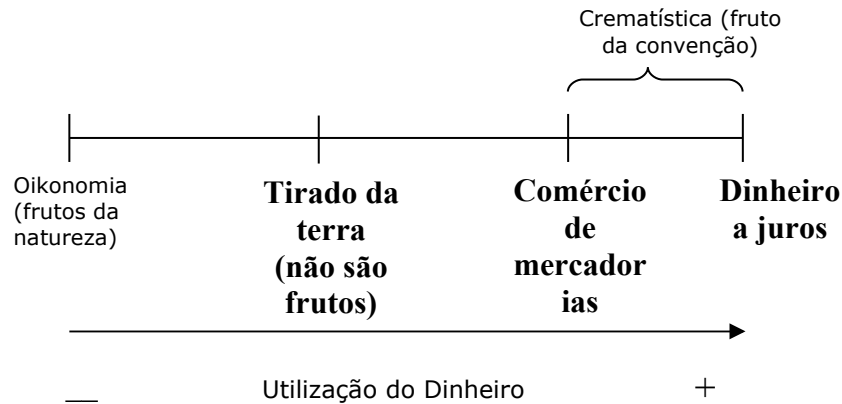 Crematística (fruto
da convenção)
Oikonomia
(frutos da
natureza)
Tirado da
terra
(não são
frutos)
Comércio
de
mercador
ias
Dinheiro
a juros
— Utilização do Dinheiro +